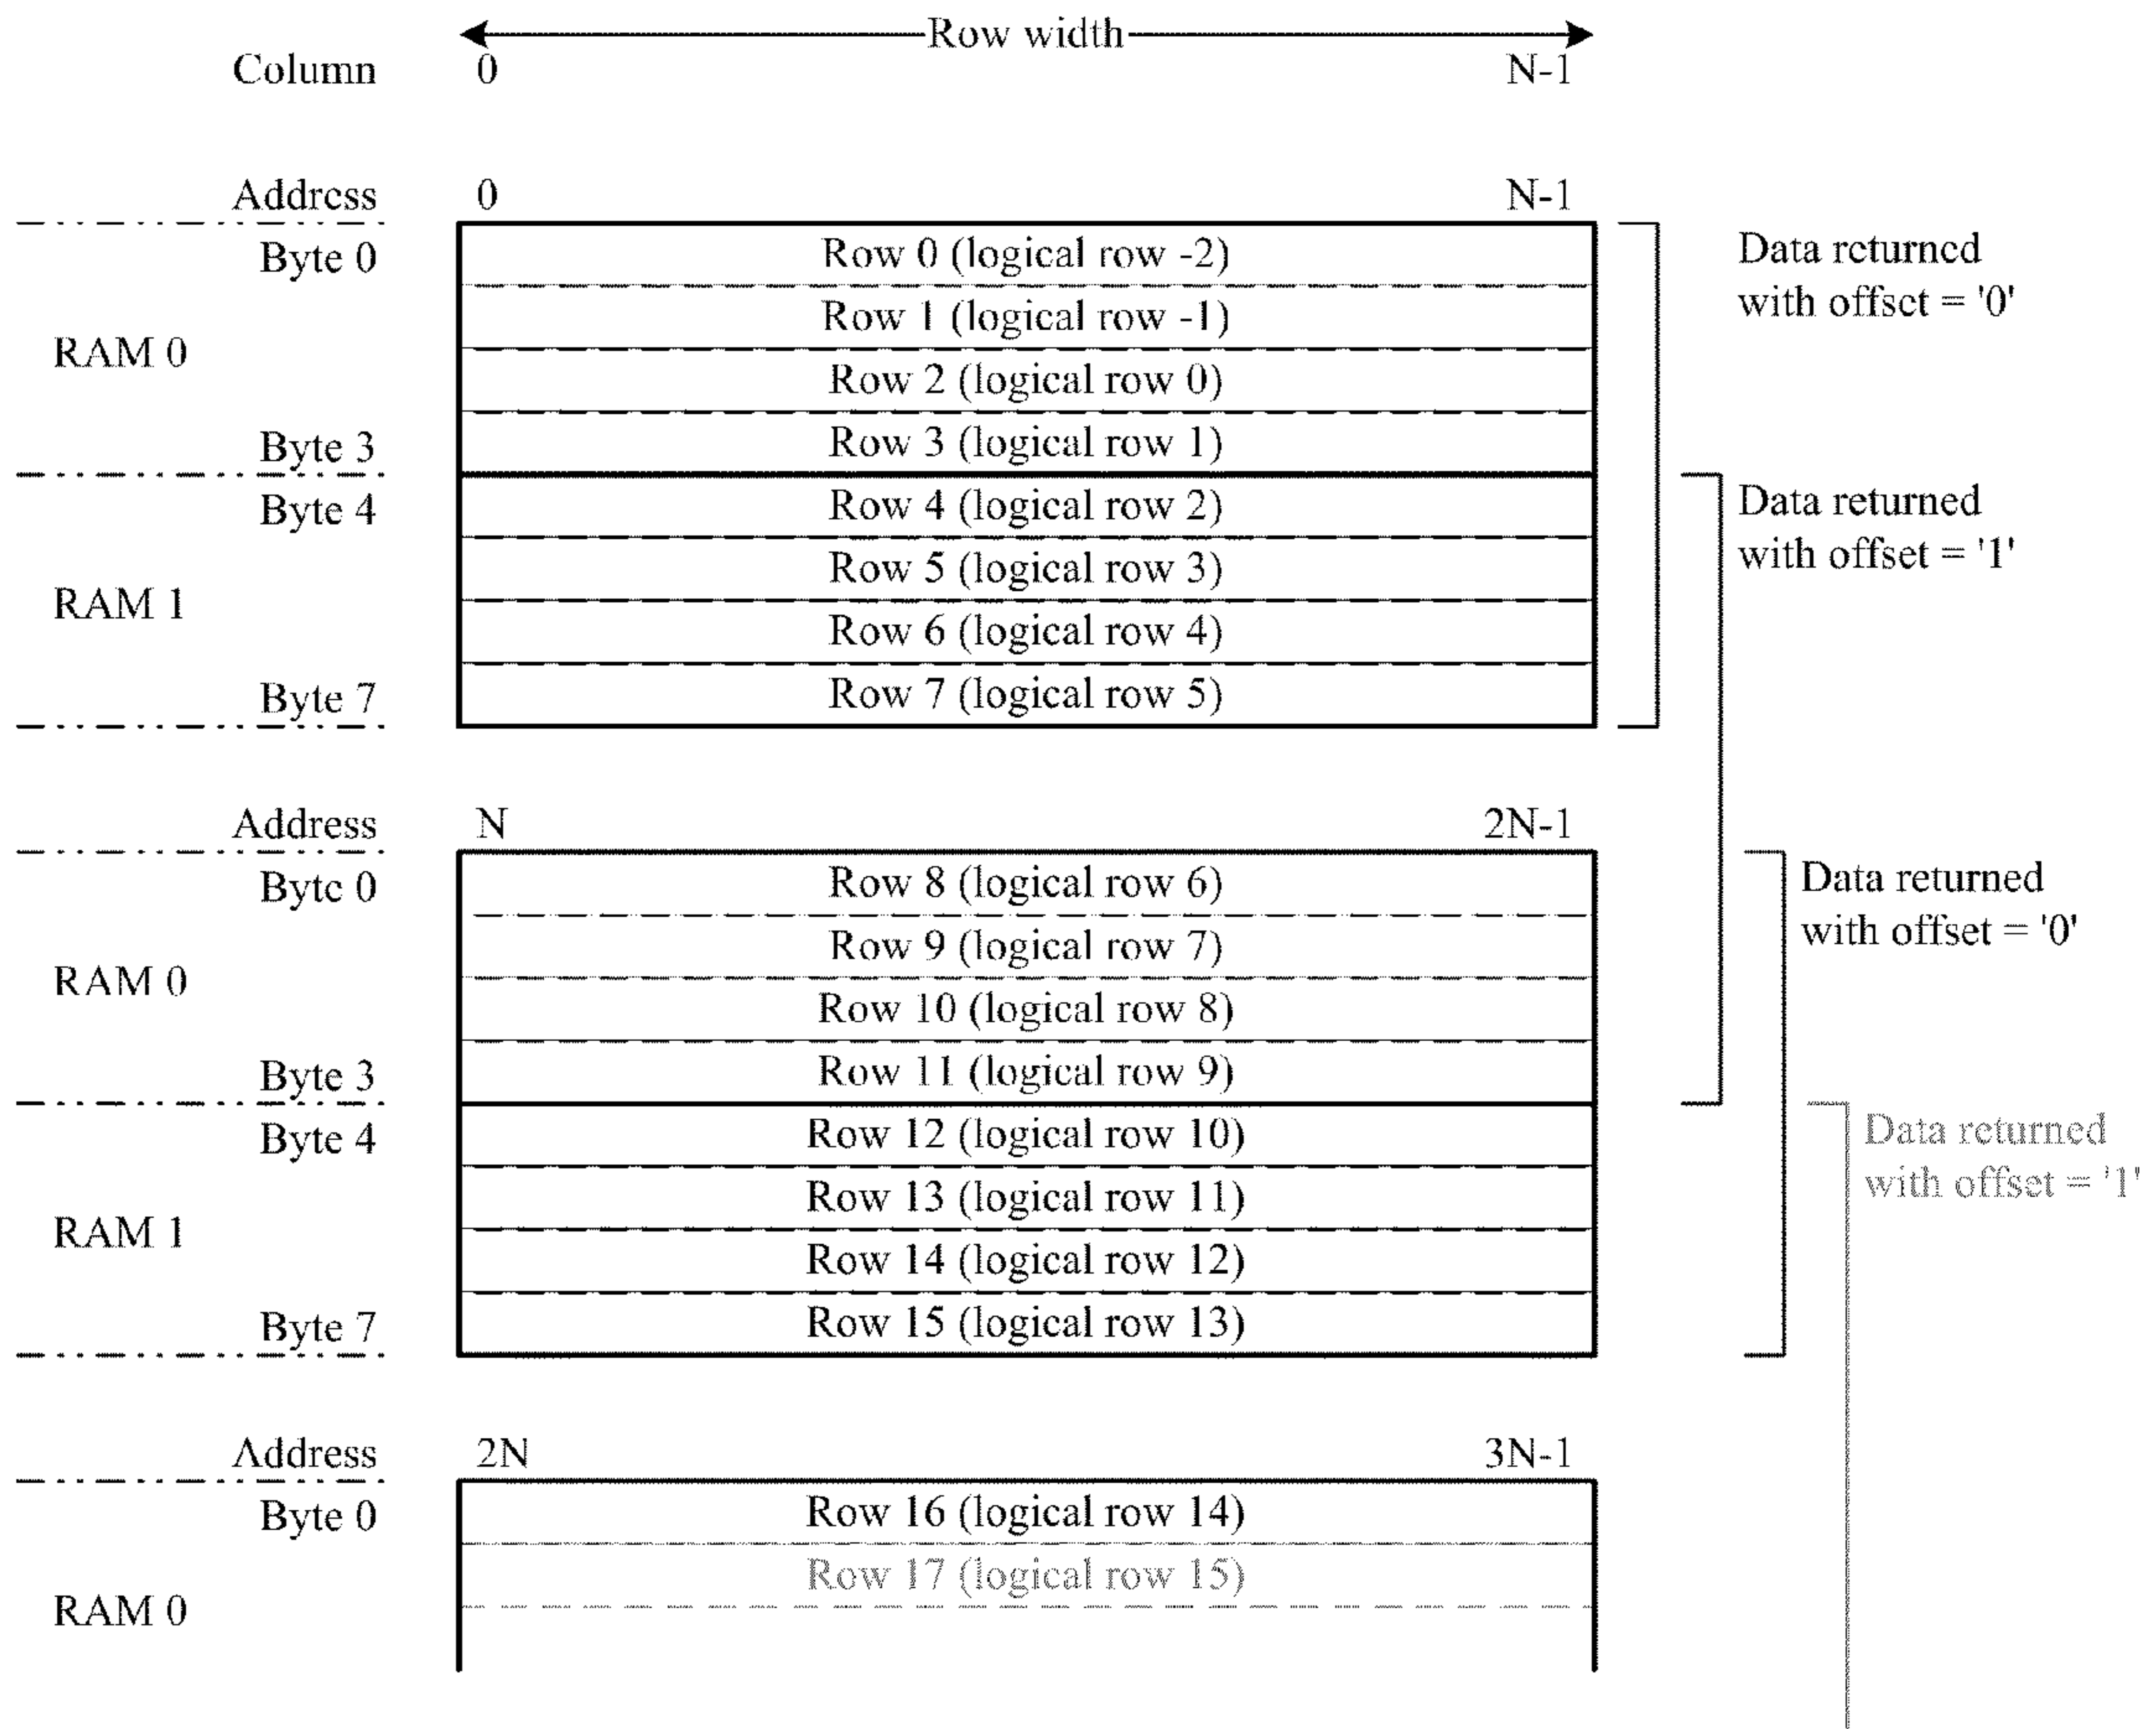 Row width
Column 0 N-1
Address 0 N-1
Byte 0 Row 0 (logical row -2) Data returned
with offset = '0'
Row 1 (logical row -1)
RAM 0
Row 2 (logical row 0)
Byte 3 Row 3 (logical row 1)
Byte 4 Row 4 (logical row 2) Data returned
with offset = '1'
Row 5 (logical row 3)
RAM 1
Row 6 (logical row 4)
Byte 7 Row 7 (logical row 5)
Address N 2N-1
Byte 0 Row 8 (logical row 6) Data returned
with offset = '0'
Row 9 (logical row 7)
RAM 0
Row 10 (logical row 8)
Byte 3 Row 11 (logical row 9)
Byte 4 Row 12 (logical row 10) Data returned
with offset = '1'
Row 13 (logical row 11)
RAM 1
Row 14 (logical row 12)
Byte 7 Row 15 (logical row 13)
Address 2N 3N-1
Byte 0 Row 16 (logical row 14)
Row 17 (logical row 15)
RAM 0